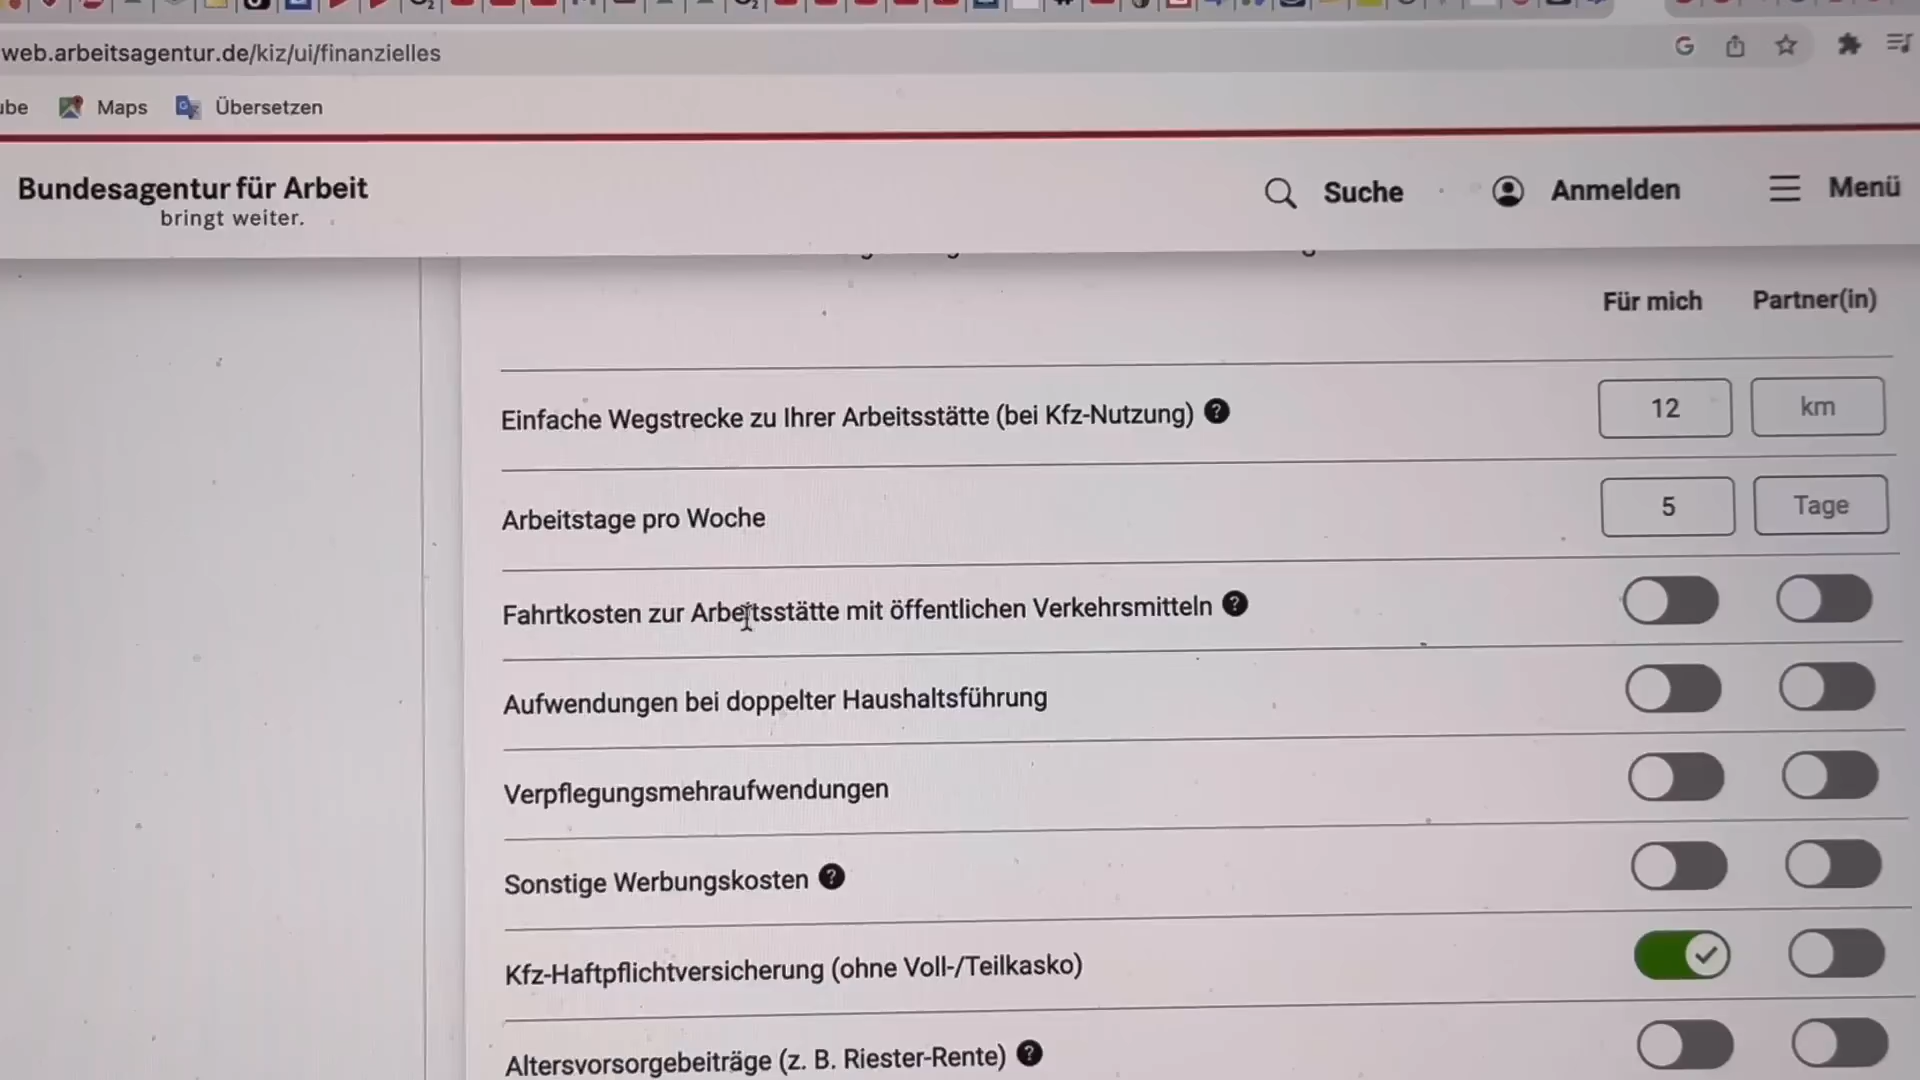 web.arbeitsagentur.de/kiz/ui/finanzielles
ube Maps Übersetzen
Bundesagentur für Arbeit
bringt weiter.
Suche Anmelden Menü
Für mich Partner(in)
Einfache Wegstrecke zu Ihrer Arbeitsstätte (bei Kfz-Nutzung) ? 12 km
Arbeitstage pro Woche 5 Tage
Fahrtkosten zur Arbeitsstätte mit öffentlichen Verkehrsmitteln ?
Aufwendungen bei doppelter Haushaltsführung
Verpflegungsmehraufwendungen
Sonstige Werbungskosten ?
Kfz-Haftpflichtversicherung (ohne Voll-/Teilkasko)
Altersvorsorgebeiträge (z. B. Riester-Rente) ?